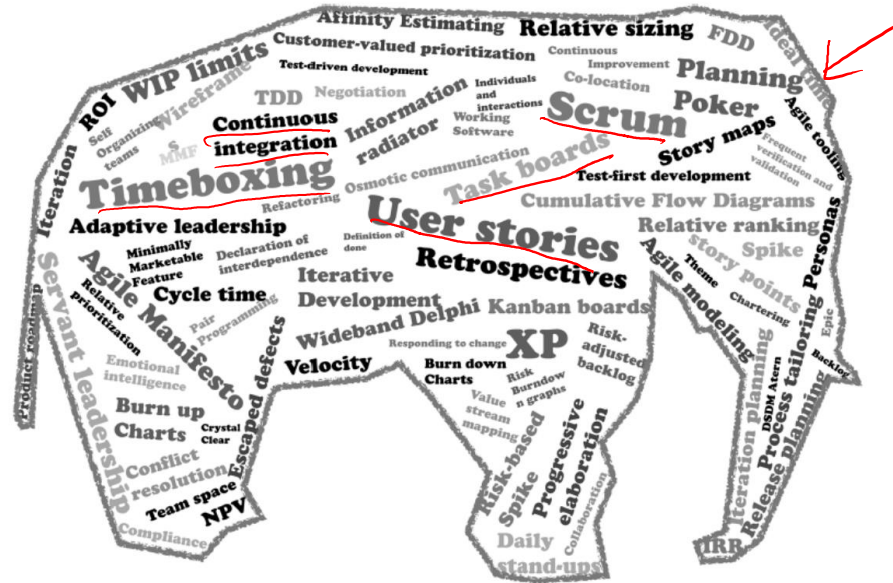 Affinity Estimating
Relative sizing
FDD
Ideal time
Customer-valued prioritization
Continuous
Improvement
WIP limits
Wireframe
Test-driven development
Planning
Poker
ROI
TDD
Negotiation
Individuals
and
interactions
Co-location
Agile tooling
Self
Organizing
teams
Continuous
integration
Information
radiator
Working
Software
Scrum
Story maps
Frequent
verification and
validation
s
MMF
Iteration
Timeboxing
Refactoring
Osmotic communication
Task boards
Test-first development
Cumulative Flow Diagrams
Adaptive leadership
User stories
Relative ranking
Personas
Minimally
Marketable
Feature
Declaration of
interdependence
Definition of
done
Retrospectives
Agile modeling
story points
Spike
Theme
Chartering
Epic
Servant leadership
Agile Manifesto
Relative
prioritization
Cycle time
Iterative
Development
Pair
Programming
Wideband Delphi
Kanban boards
Product roadmap
Responding to change
XP
Risk-
adjusted
backlog
Backlog
Emotional
intelligence
Escaped defects
Velocity
Burn down
Charts
Risk
Burndow
n graphs
Value
stream
mapping
Burn up
Charts
Crystal
Clear
Risk-based
Spike
Progressive
elaboration
Collaboration
Iteration planning
DSDM Atern
Process tailoring
Release planning
Conflict
resolution
Team space
NPV
Compliance
Daily
stand-ups
IRR